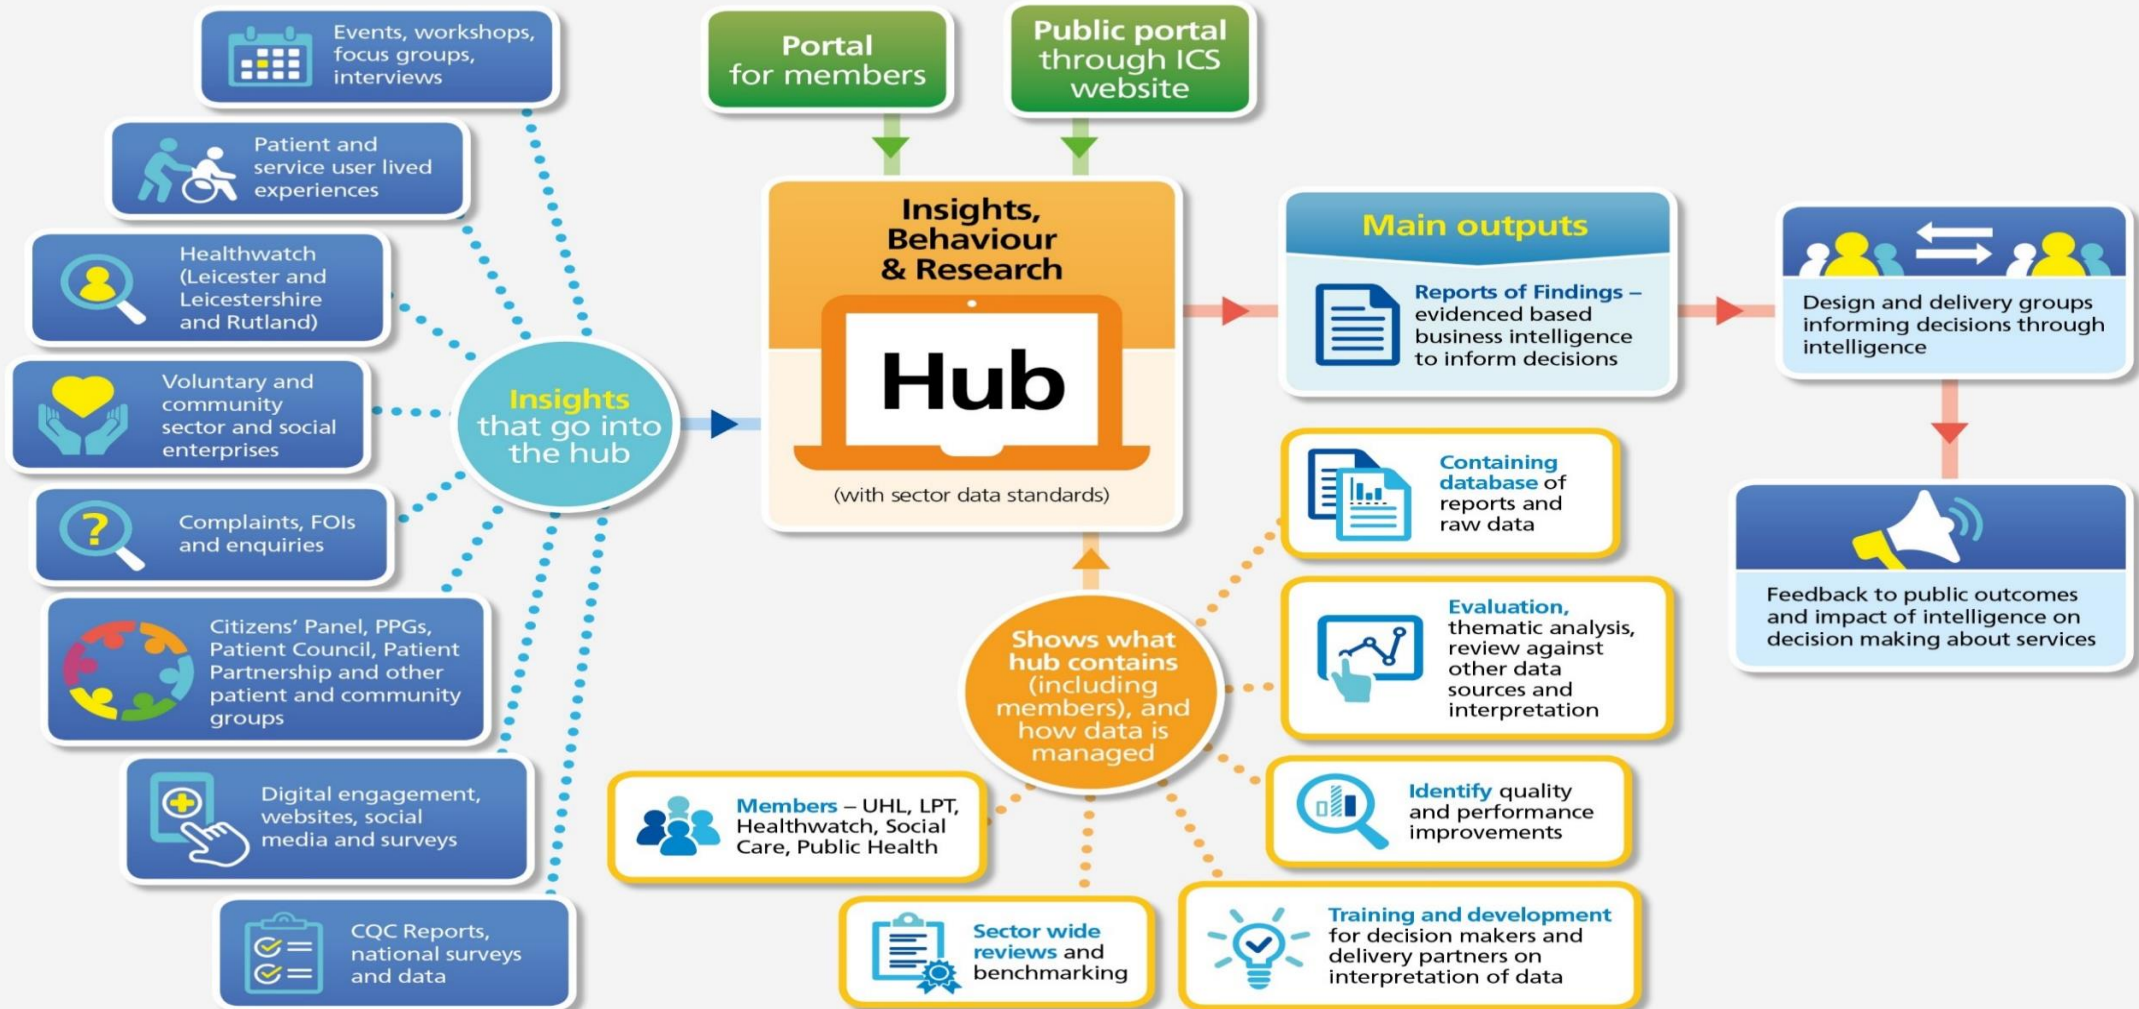 Events, workshops,
focus groups,
interviews
Patient and
service user lived
experiences
Healthwatch
(Leicester and
Leicestershire
and Rutland)
Voluntary and
community
sector and social
enterprises
Complaints, FOIs
and enquiries
Citizens’ Panel, PPGs,
Patient Council, Patient
Partnership and other
patient and community
groups
Digital engagement,
websites, social
media and surveys
CQC Reports,
national surveys
and data
Insights
that go into
the hub
Portal
for members
Public portal
through ICS
website
Insights,
Behaviour
& Research
Hub
(with sector data standards)
Main outputs
Reports of Findings –
evidenced based
business intelligence
to inform decisions
Design and delivery groups
informing decisions through
intelligence
Feedback to public outcomes
and impact of intelligence on
decision making about services
Shows what
hub contains
(including
members), and
how data is
managed
Containing
database of
reports and
raw data
Evaluation,
thematic analysis,
review against
other data
sources and
interpretation
Identify quality
and performance
improvements
Training and development
for decision makers and
delivery partners on
interpretation of data
Sector wide
reviews and
benchmarking
Members – UHL, LPT,
Healthwatch, Social
Care, Public Health